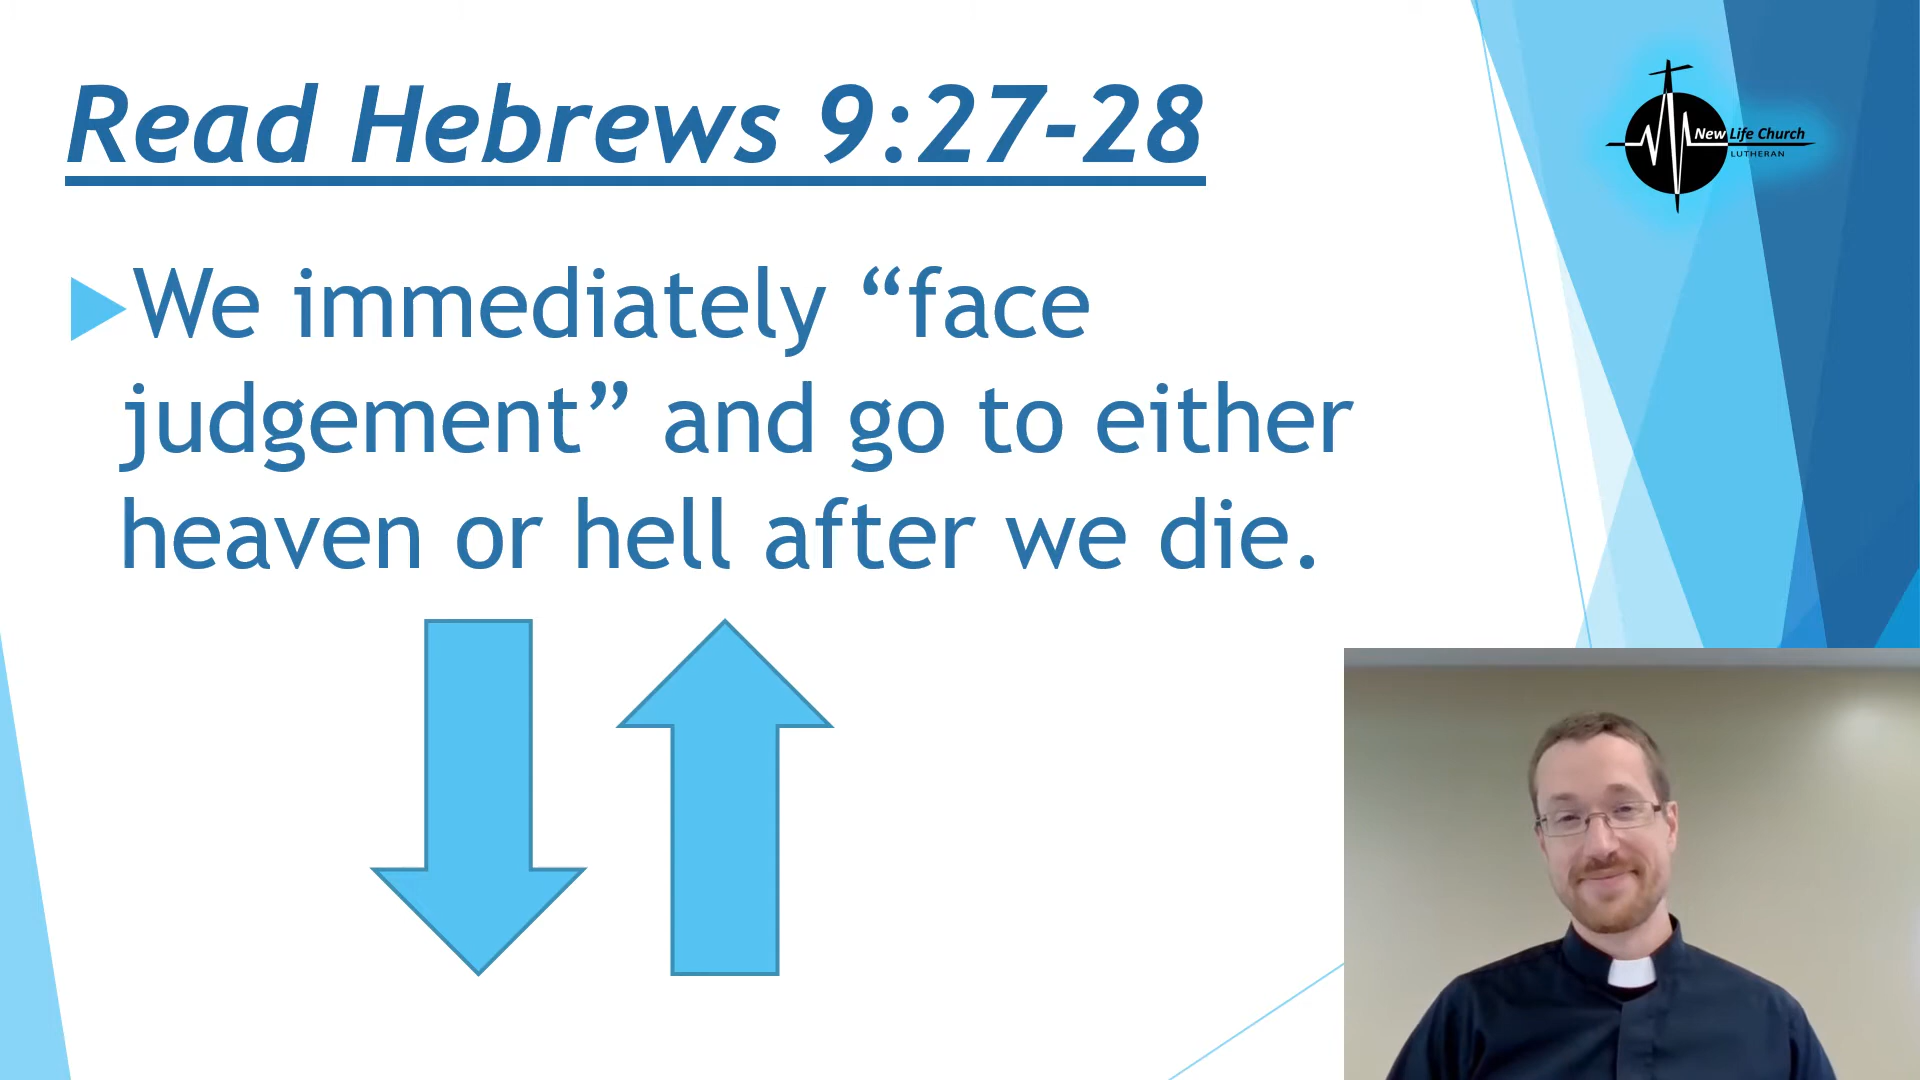 Read Hebrews 9:27-28
New Life Church
LUTHERAN
We immediately “face
judgement” and go to either
heaven or hell after we die.